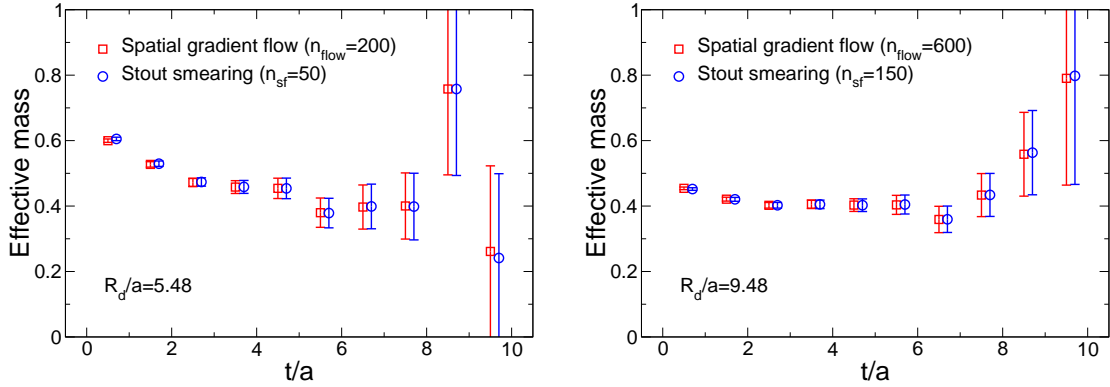 1
0.8
0.6
0.4
0.2
0
Effective mass
Spatial gradient flow (n_flow=200)
Stout smearing (n_sf=50)
R_d/a=5.48
0 2 4 6 8 10
t/a
1
0.8
0.6
0.4
0.2
0
Effective mass
Spatial gradient flow (n_flow=600)
Stout smearing (n_sf=150)
R_d/a=9.48
0 2 4 6 8 10
t/a